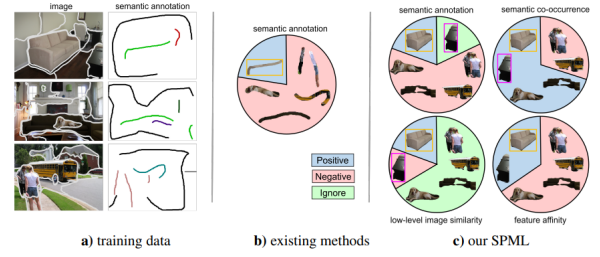 image
semantic annotation
semantic annotation
semantic annotation
semantic co-occurrence
Positive
Negative
Ignore
low-level image similarity
feature affinity
a) training data
b) existing methods
c) our SPML